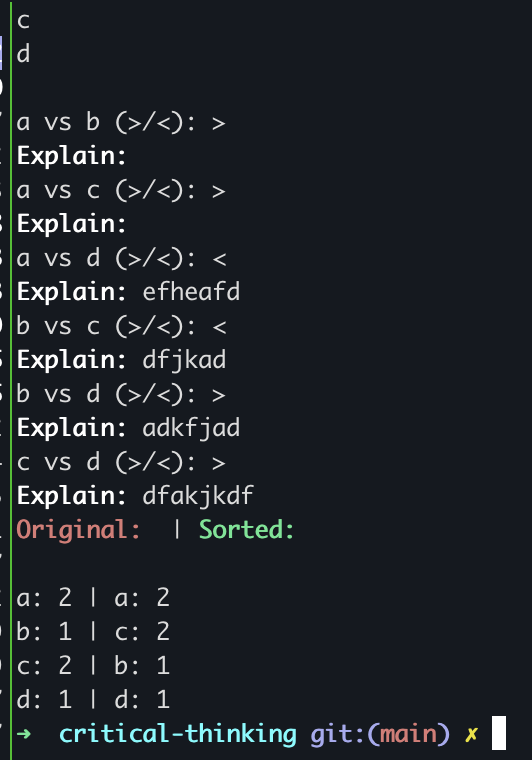 c
d
a vs b (>/<): >
Explain:
a vs c (>/<): >
Explain:
a vs d (>/<): <
Explain: efheafd
b vs c (>/<): <
Explain: dfjkad
b vs d (>/<): >
Explain: adkfjad
c vs d (>/<): >
Explain: dfakjkdf
Original:  | Sorted:
a: 2 | a: 2
b: 1 | c: 2
c: 2 | b: 1
d: 1 | d: 1
➜  critical-thinking git:(main) ✗